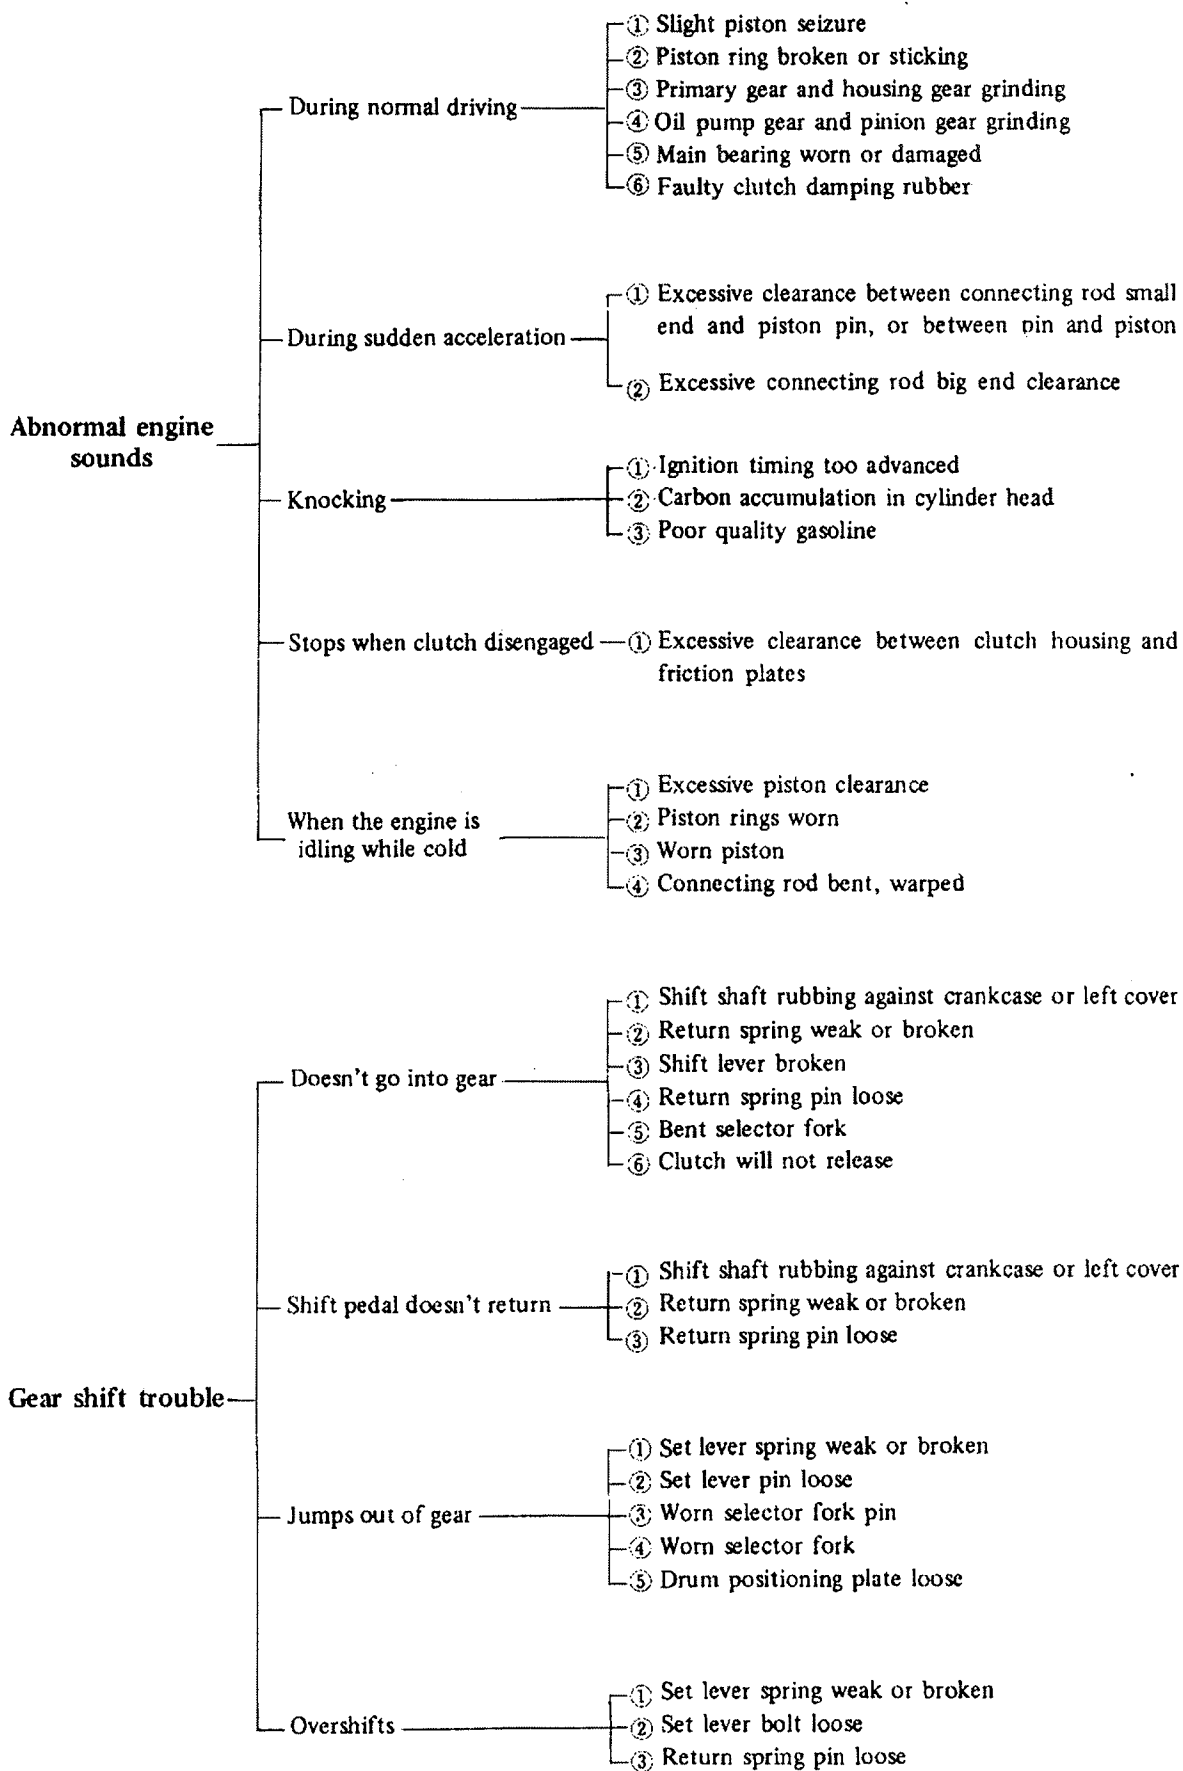 Abnormal engine
sounds
During normal driving
① Slight piston seizure
② Piston ring broken or sticking
③ Primary gear and housing gear grinding
④ Oil pump gear and pinion gear grinding
⑤ Main bearing worn or damaged
⑥ Faulty clutch damping rubber
During sudden acceleration
① Excessive clearance between connecting rod small
end and piston pin, or between pin and piston
② Excessive connecting rod big end clearance
Knocking
① Ignition timing too advanced
② Carbon accumulation in cylinder head
③ Poor quality gasoline
Stops when clutch disengaged
① Excessive clearance between clutch housing and
friction plates
When the engine is
idling while cold
① Excessive piston clearance
② Piston rings worn
③ Worn piston
④ Connecting rod bent, warped
Gear shift trouble
Doesn't go into gear
① Shift shaft rubbing against crankcase or left cover
② Return spring weak or broken
③ Shift lever broken
④ Return spring pin loose
⑤ Bent selector fork
⑥ Clutch will not release
Shift pedal doesn't return
① Shift shaft rubbing against crankcase or left cover
② Return spring weak or broken
③ Return spring pin loose
Jumps out of gear
① Set lever spring weak or broken
② Set lever pin loose
③ Worn selector fork pin
④ Worn selector fork
⑤ Drum positioning plate loose
Overshifts
① Set lever spring weak or broken
② Set lever bolt loose
③ Return spring pin loose